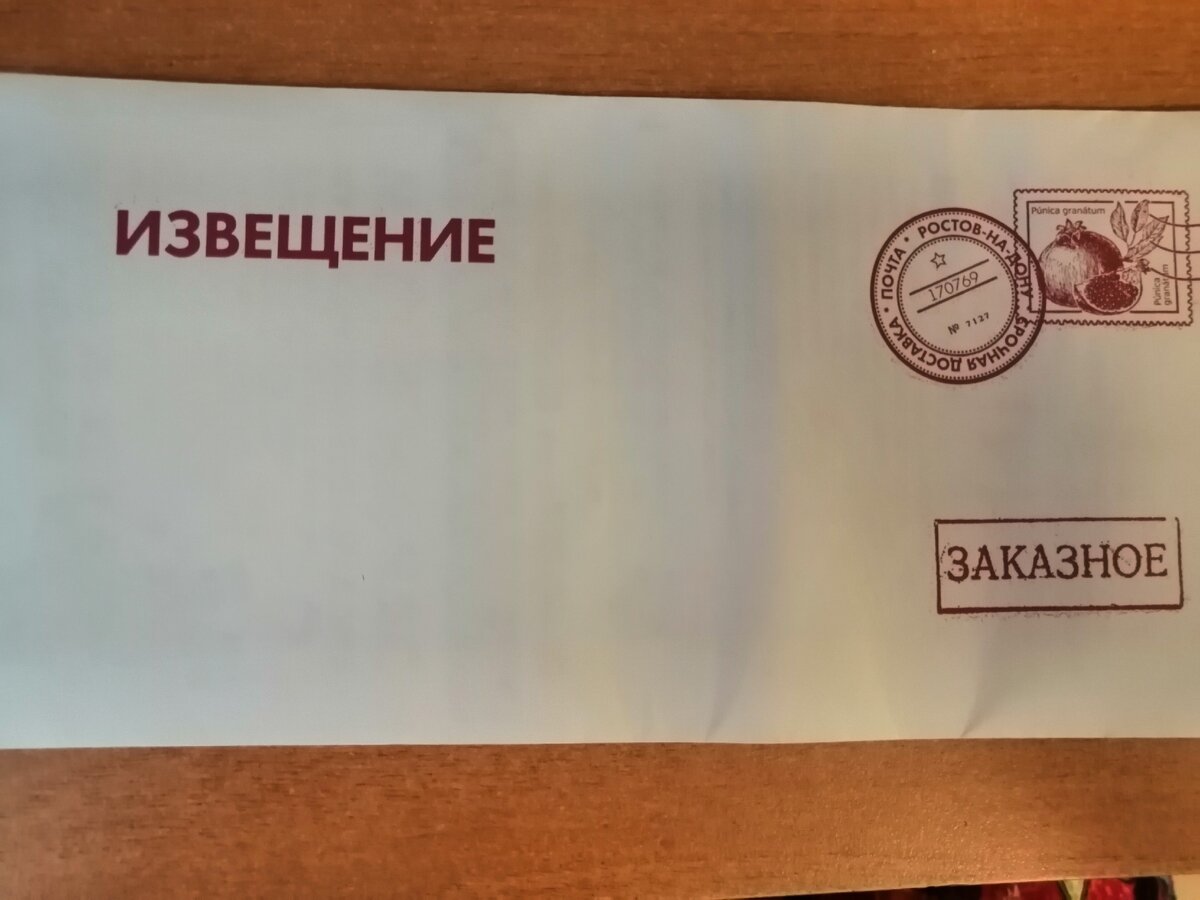 ИЗВЕЩЕНИЕ
Púnica granátum
Púnica
granátum
ПОЧТА • РОСТОВ-НА-ДОНУ • СРОЧНАЯ ДОСТАВКА •
170769
№ 7127
ЗАКАЗНОЕ